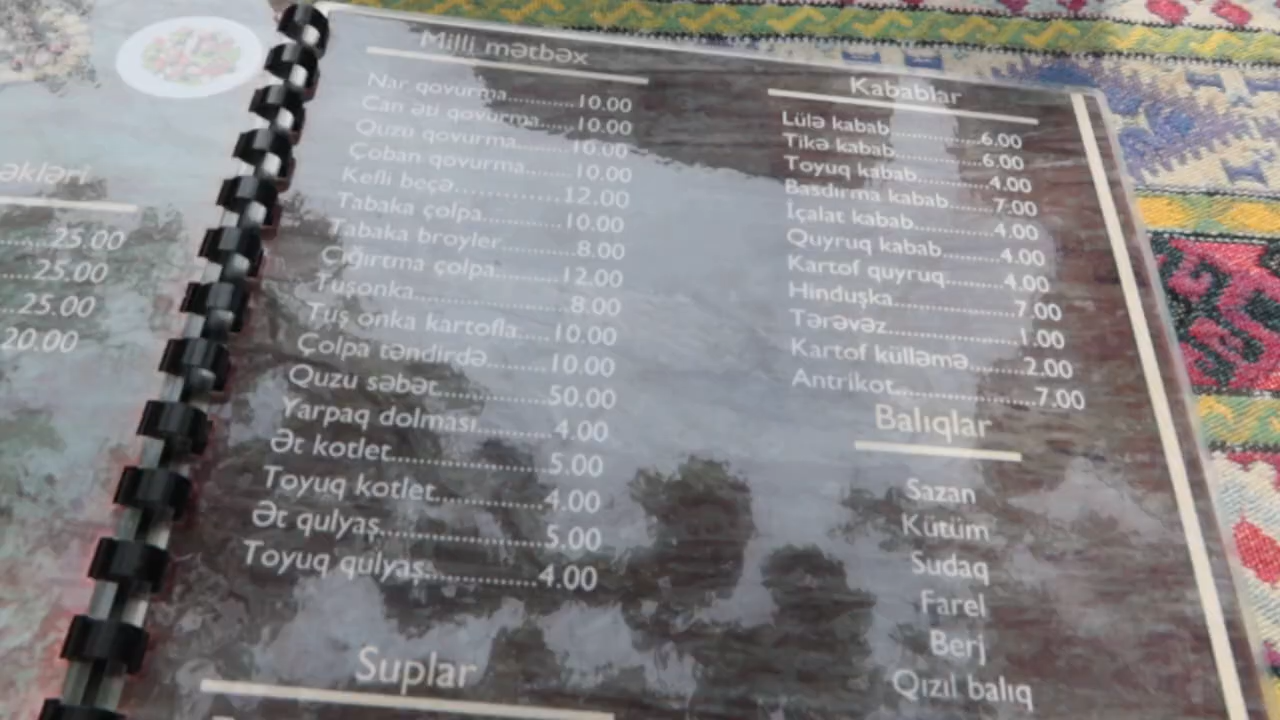 əkləri
25.00
25.00
25.00
20.00
Milli mətbəx
Nar qovurma............10.00
Can əti qovurma......10.00
Quzu qovurma.........10.00
Çoban qovurma........10.00
Kefli beçə..............12.00
Tabaka çolpa...........10.00
Tabaka broyler.........8.00
Çığırtma çolpa.........12.00
Tuşonka..................8.00
Tuş onka kartofla.....10.00
Çolpa təndirdə.........10.00
Quzu səbət..............50.00
Yarpaq dolması.........4.00
Ət kotlet.................5.00
Toyuq kotlet............4.00
Ət qulyaş.................5.00
Toyuq qulyaş............4.00
Suplar
Kabablar
Lülə kabab.............6.00
Tikə kabab.............6.00
Toyuq kabab..........4.00
Basdırma kabab......7.00
İçalat kabab...........4.00
Quyruq kabab........4.00
Kartof quyruq........4.00
Hinduşka..............7.00
Tərəvəz................1.00
Kartof külləmə.......2.00
Antrikot................7.00
Balıqlar
Sazan
Kütüm
Sudaq
Farel
Berj
Qızıl balıq